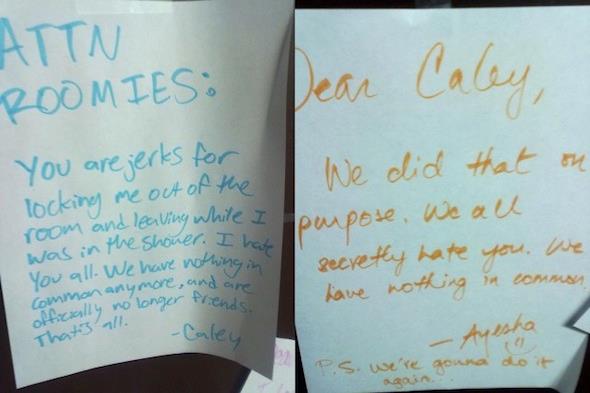 ATTN
ROOMIES:
You are jerks for
locking me out of the
room and leaving while I
was in the shower. I hate
You all. We have nothing in
common anymore, and are
officially no longer friends.
That's all.
-Caley
Dear Caley,
We did that on
purpose. We all
secretly hate you. We
have nothing in common.
- Ayesha
P.S. we're gonna do it
again...